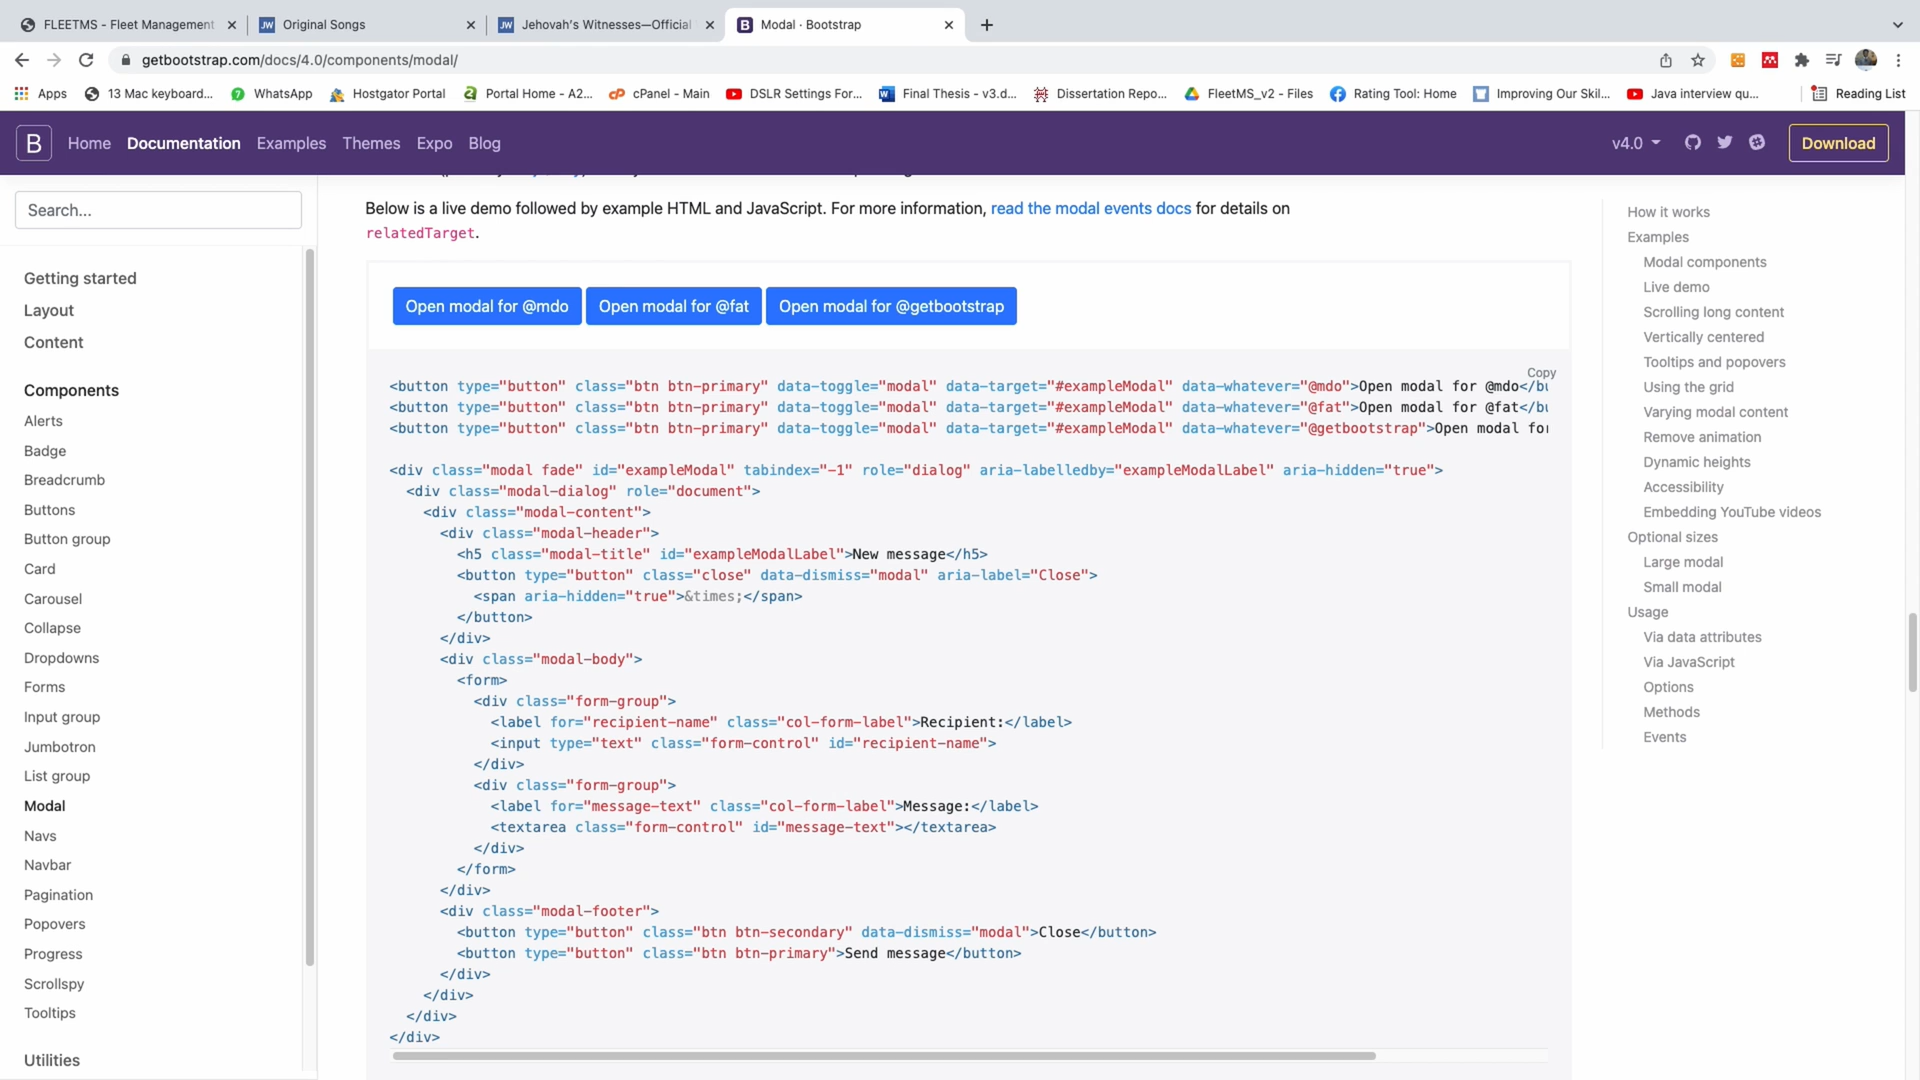 FLEETMS - Fleet Management
Original Songs
Jehovah's Witnesses—Official
Modal · Bootstrap
getbootstrap.com/docs/4.0/components/modal/
Apps
13 Mac keyboard...
WhatsApp
Hostgator Portal
Portal Home - A2...
cPanel - Main
DSLR Settings For...
Final Thesis - v3.d...
Dissertation Repo...
FleetMS_v2 - Files
Rating Tool: Home
Improving Our Skil...
Java interview qu...
Reading List
B
Home
Documentation
Examples
Themes
Expo
Blog
v4.0
Download
Search...
Getting started
Layout
Content
Components
Alerts
Badge
Breadcrumb
Buttons
Button group
Card
Carousel
Collapse
Dropdowns
Forms
Input group
Jumbotron
List group
Modal
Navs
Navbar
Pagination
Popovers
Progress
Scrollspy
Tooltips
Utilities
Below is a live demo followed by example HTML and JavaScript. For more information, read the modal events docs for details on
relatedTarget.
Open modal for @mdo
Open modal for @fat
Open modal for @getbootstrap
Copy
<button type="button" class="btn btn-primary" data-toggle="modal" data-target="#exampleModal" data-whatever="@mdo">Open modal for @mdo</bu
<button type="button" class="btn btn-primary" data-toggle="modal" data-target="#exampleModal" data-whatever="@fat">Open modal for @fat</bu
<button type="button" class="btn btn-primary" data-toggle="modal" data-target="#exampleModal" data-whatever="@getbootstrap">Open modal for
<div class="modal fade" id="exampleModal" tabindex="-1" role="dialog" aria-labelledby="exampleModalLabel" aria-hidden="true">
<div class="modal-dialog" role="document">
<div class="modal-content">
<div class="modal-header">
<h5 class="modal-title" id="exampleModalLabel">New message</h5>
<button type="button" class="close" data-dismiss="modal" aria-label="Close">
<span aria-hidden="true">&times;</span>
</button>
</div>
<div class="modal-body">
<form>
<div class="form-group">
<label for="recipient-name" class="col-form-label">Recipient:</label>
<input type="text" class="form-control" id="recipient-name">
</div>
<div class="form-group">
<label for="message-text" class="col-form-label">Message:</label>
<textarea class="form-control" id="message-text"></textarea>
</div>
</form>
</div>
<div class="modal-footer">
<button type="button" class="btn btn-secondary" data-dismiss="modal">Close</button>
<button type="button" class="btn btn-primary">Send message</button>
</div>
</div>
</div>
</div>
How it works
Examples
Modal components
Live demo
Scrolling long content
Vertically centered
Tooltips and popovers
Using the grid
Varying modal content
Remove animation
Dynamic heights
Accessibility
Embedding YouTube videos
Optional sizes
Large modal
Small modal
Usage
Via data attributes
Via JavaScript
Options
Methods
Events